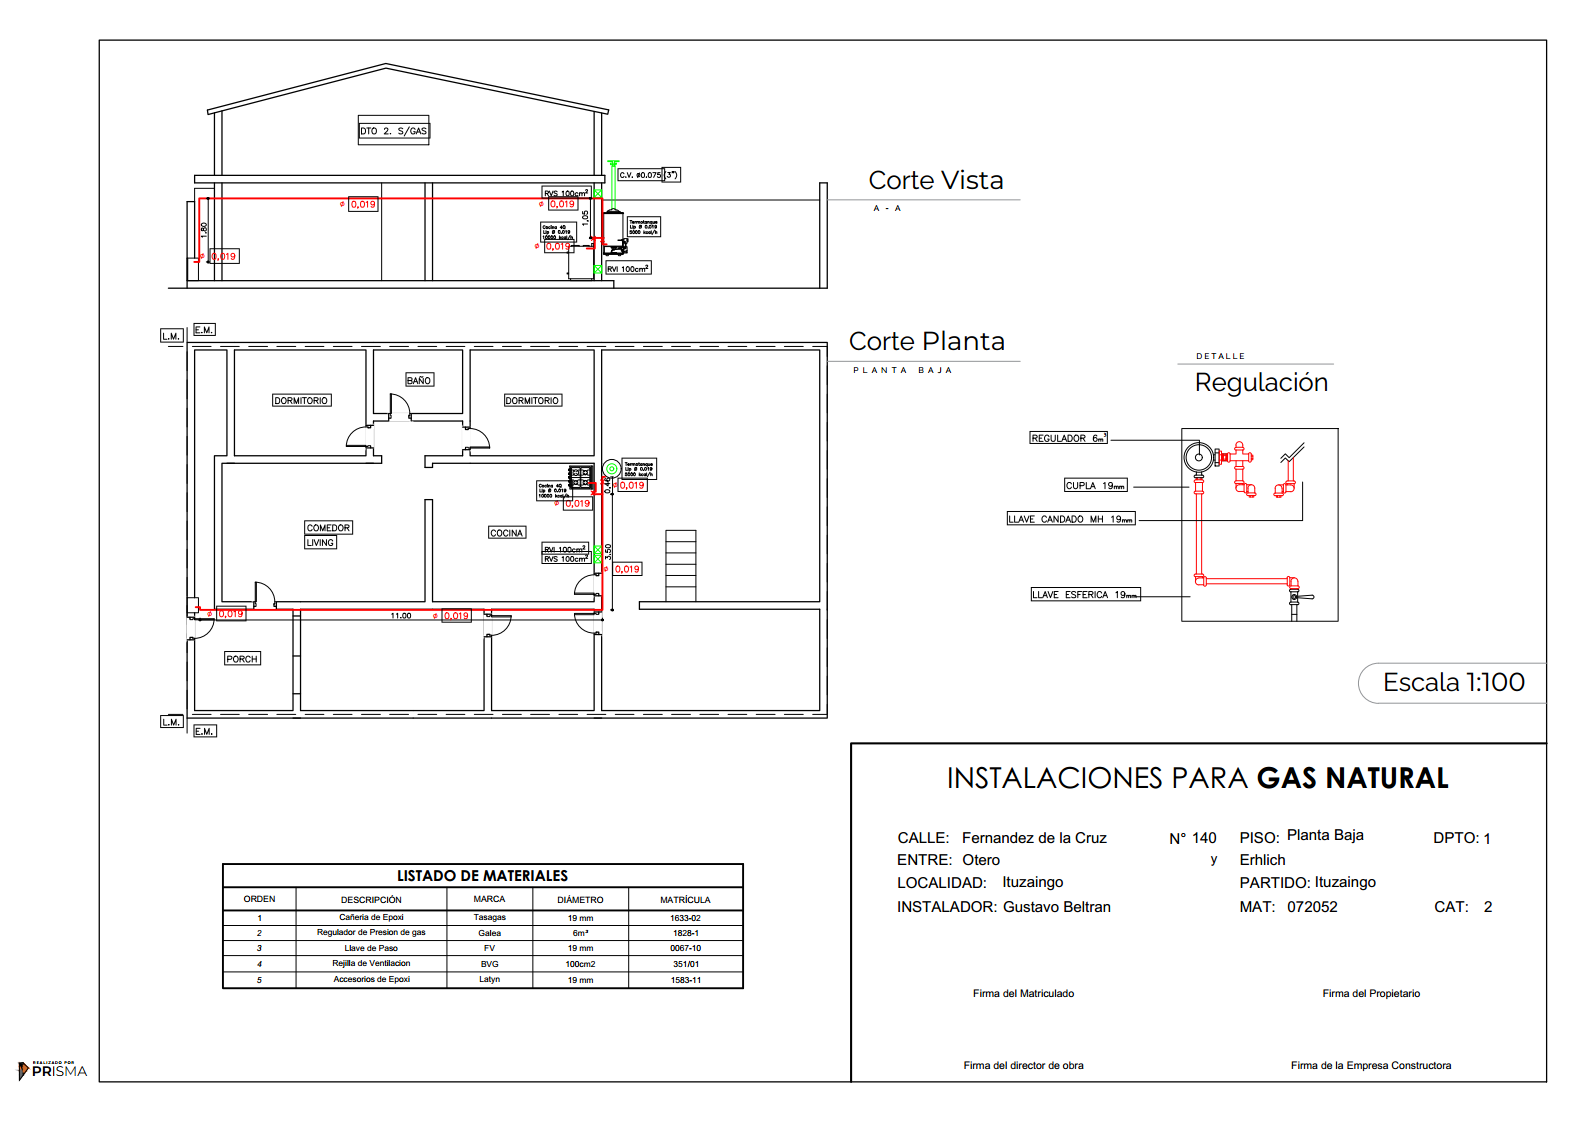 DTO 2. S/GAS
C.V. ø0.075 (3")
Corte Vista
A - A
RVS 100cm²
ø 0,019
ø 0,019
1.80
1.05
Cocina 4Q
Llp Ø 0.019
10000 kcal/h
Termotanque
Llp Ø 0.019
5000 kcal/h
ø 0,019
ø 0,019
RVI 100cm²
L.M.
E.M.
Corte Planta
PLANTA BAJA
DETALLE
Regulación
BAÑO
DORMITORIO
DORMITORIO
REGULADOR 6m³
CUPLA 19mm
LLAVE CANDADO MH 19mm
LLAVE ESFERICA 19mm
Termotanque
Llp Ø 0.019
5000 kcal/h
Cocina 4Q
Llp Ø 0.019
10000 kcal/h
0.46
ø 0,019
ø 0,019
COMEDOR
LIVING
COCINA
RVI 100cm²
RVS 100cm²
3.50
ø 0,019
ø 0,019
11.00
ø 0,019
PORCH
L.M.
E.M.
Escala 1:100
INSTALACIONES PARA GAS NATURAL
CALLE: Fernandez de la Cruz N° 140 PISO: Planta Baja DPTO: 1
ENTRE: Otero y Erhlich
LOCALIDAD: Ituzaingo PARTIDO: Ituzaingo
INSTALADOR: Gustavo Beltran MAT: 072052 CAT: 2
Firma del Matriculado Firma del Propietario
Firma del director de obra Firma de la Empresa Constructora
LISTADO DE MATERIALES
ORDEN DESCRIPCIÓN MARCA DIÁMETRO MATRÍCULA
1 Cañeria de Epoxi Tasagas 19 mm 1633-02
2 Regulador de Presion de gas Galea 6m³ 1828-1
3 Llave de Paso FV 19 mm 0067-10
4 Rejilla de Ventilacion BVG 100cm2 351/01
5 Accesorios de Epoxi Latyn 19 mm 1583-11
REALIZADO POR
PRISMA